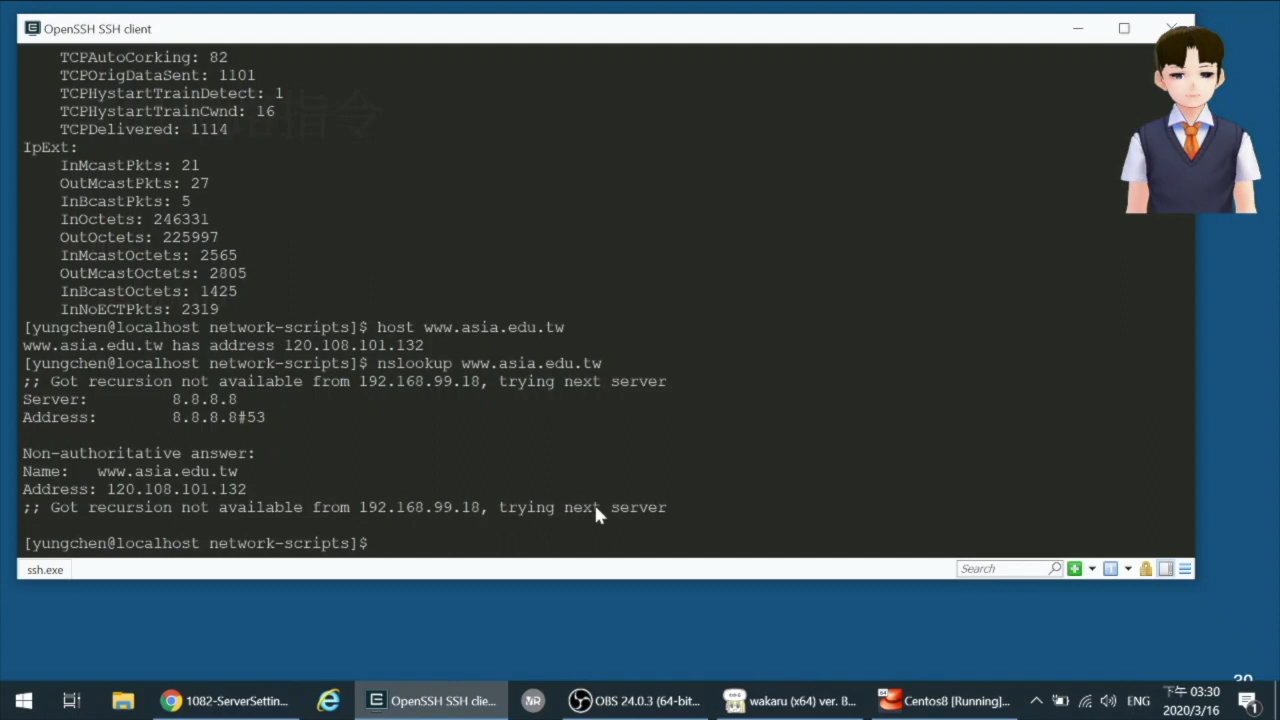 OpenSSH SSH client
TCPAutoCorking: 82
TCPOrigDataSent: 1101
TCPHystartTrainDetect: 1
TCPHystartTrainCwnd: 16
指令
TCPDelivered: 1114
IpExt:
InMcastPkts: 21
OutMcastPkts: 27
InBcastPkts: 5
InOctets: 246331
OutOctets: 225997
InMcastOctets: 2565
OutMcastOctets: 2805
InBcastOctets: 1425
InNoECTPkts: 2319
[yungchen@localhost network-scripts]$ host www.asia.edu.tw
www.asia.edu.tw has address 120.108.101.132
[yungchen@localhost network-scripts]$ nslookup www.asia.edu.tw
;; Got recursion not available from 192.168.99.18, trying next server
Server: 8.8.8.8
Address: 8.8.8.8#53
Non-authoritative answer:
Name: www.asia.edu.tw
Address: 120.108.101.132
;; Got recursion not available from 192.168.99.18, trying next server
[yungchen@localhost network-scripts]$
ssh.exe
Search
1082-ServerSettin...
OpenSSH SSH clie...
OBS 24.0.3 (64-bit...
wakaru (x64) ver. 8...
Centos8 [Running]...
ENG
下午 03:30
2020/3/16
1